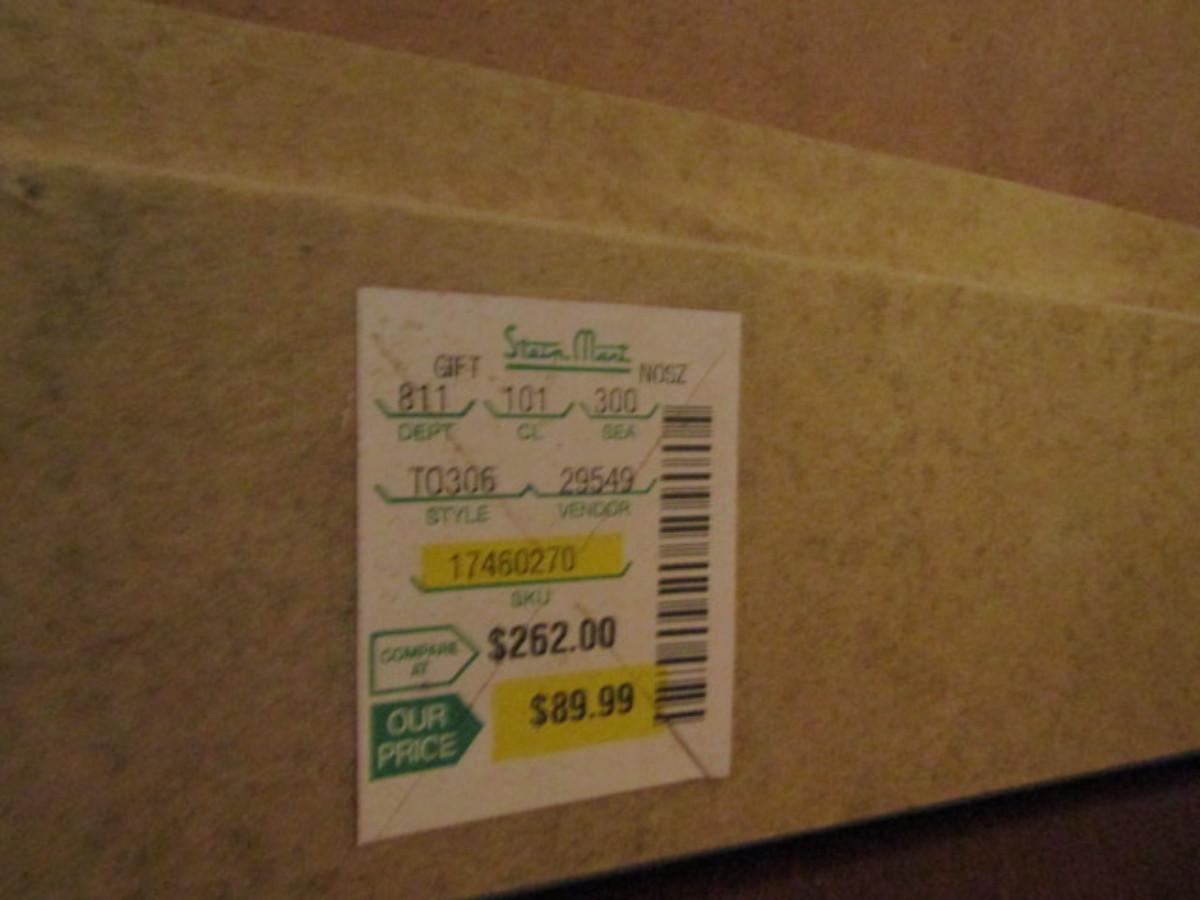 Stein Mart
GIFT NOSZ
811 101 300
DEPT CL SEA
T0306 29549
STYLE VENDOR
17460270
SKU
COMPARE AT $262.00
OUR PRICE $89.99